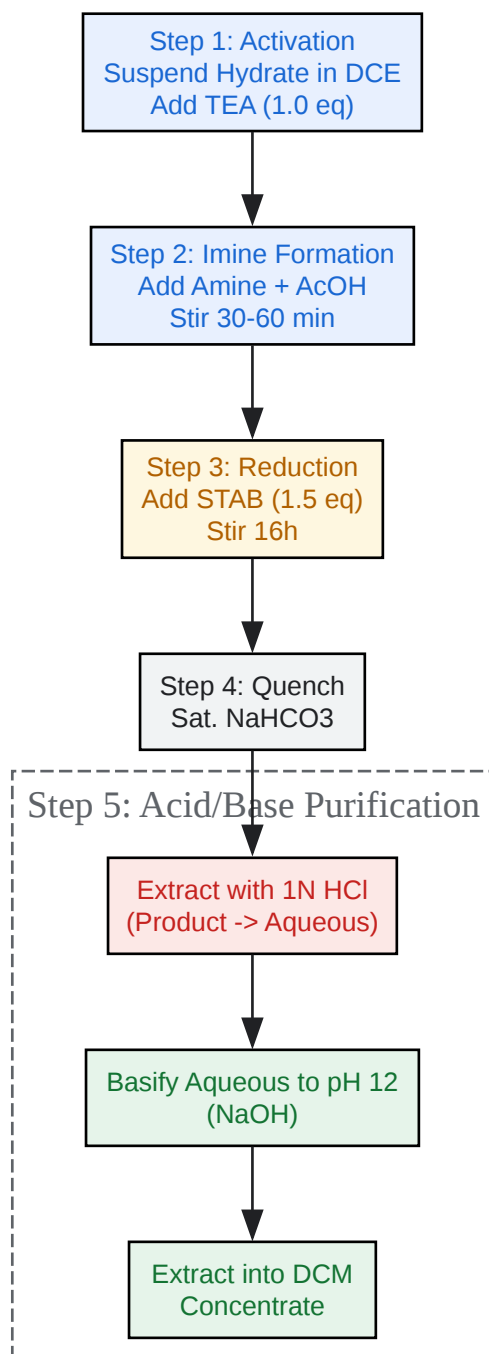 Step 1: Activation
Suspend Hydrate in DCE
Add TEA (1.0 eq)
Step 2: Imine Formation
Add Amine + AcOH
Stir 30-60 min
Step 3: Reduction
Add STAB (1.5 eq)
Stir 16h
Step 4: Quench
Sat. NaHCO3
Step 5: Acid/Base Purification
Extract with 1N HCl
(Product -> Aqueous)
Basify Aqueous to pH 12
(NaOH)
Extract into DCM
Concentrate